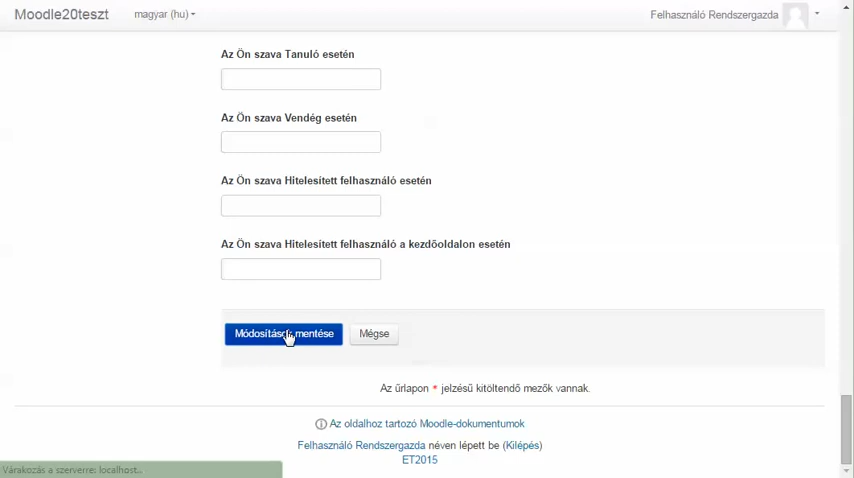 Moodle20teszt magyar (hu) Felhasználó Rendszergazda
Az Ön szava Tanuló esetén
Az Ön szava Vendég esetén
Az Ön szava Hitelesített felhasználó esetén
Az Ön szava Hitelesített felhasználó a kezdőoldalon esetén
Módosítások mentése Mégse
Az űrlapon * jelzésű kitöltendő mezők vannak.
Az oldalhoz tartozó Moodle-dokumentumok
Felhasználó Rendszergazda néven lépett be (Kilépés)
ET2015
Várakozás a szerverre: localhost...